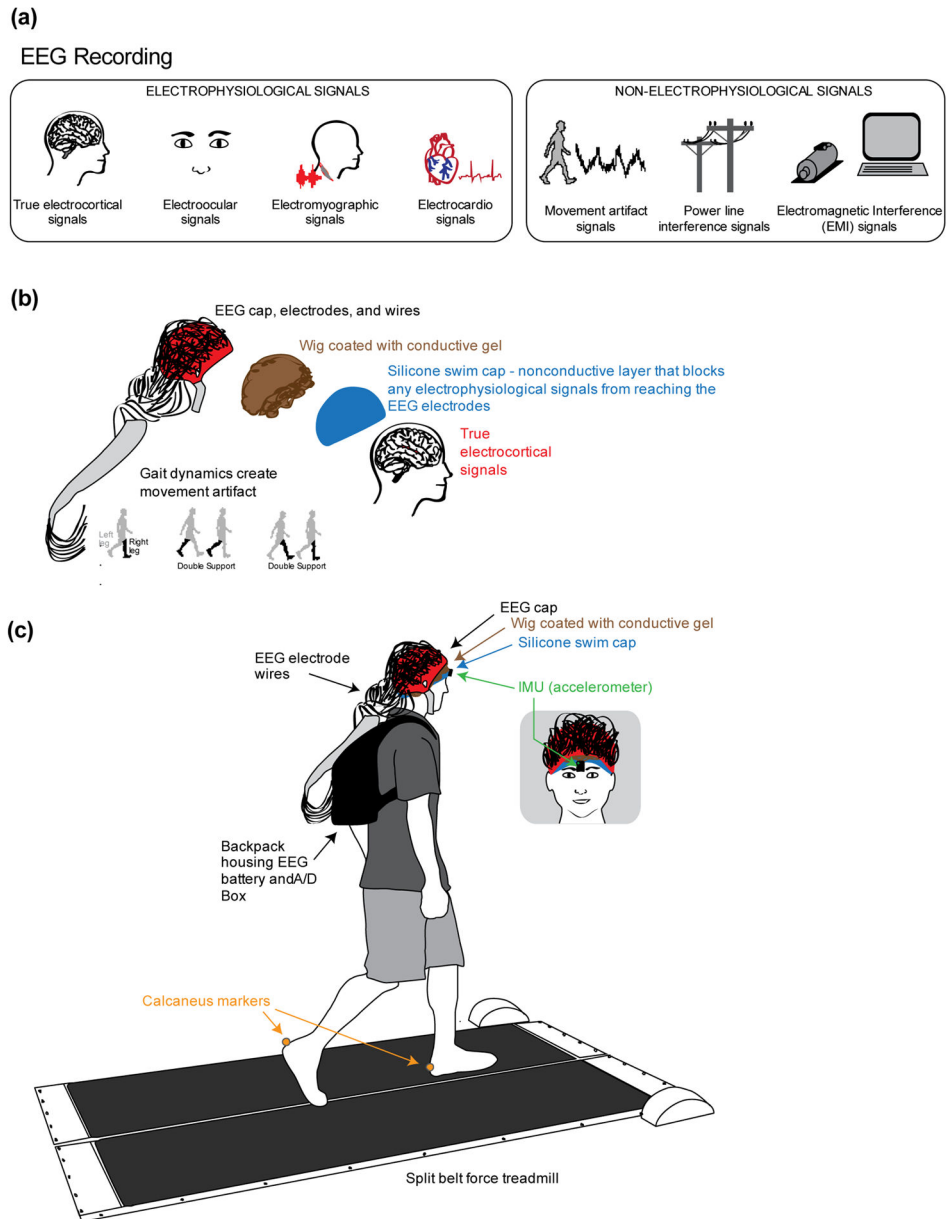 (a)
EEG Recording
ELECTROPHYSIOLOGICAL SIGNALS
True electrocortical
signals
Electroocular
signals
Electromyographic
signals
Electrocardio
signals
NON-ELECTROPHYSIOLOGICAL SIGNALS
Movement artifact
signals
Power line
interference signals
Electromagnetic Interference
(EMI) signals
(b)
EEG cap, electrodes, and wires
Wig coated with conductive gel
Silicone swim cap - nonconductive layer that blocks
any electrophysiological signals from reaching the
EEG electrodes
True
electrocortical
signals
Gait dynamics create
movement artifact
Left
leg
Right
leg
Double Support
Double Support
(c)
EEG cap
Wig coated with conductive gel
Silicone swim cap
IMU (accelerometer)
EEG electrode
wires
Backpack
housing EEG
battery andA/D
Box
Calcaneus markers
Split belt force treadmill